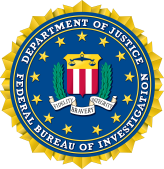 DEPARTMENT OF JUSTICE
FIDELITY BRAVERY INTEGRITY
FEDERAL BUREAU OF INVESTIGATION